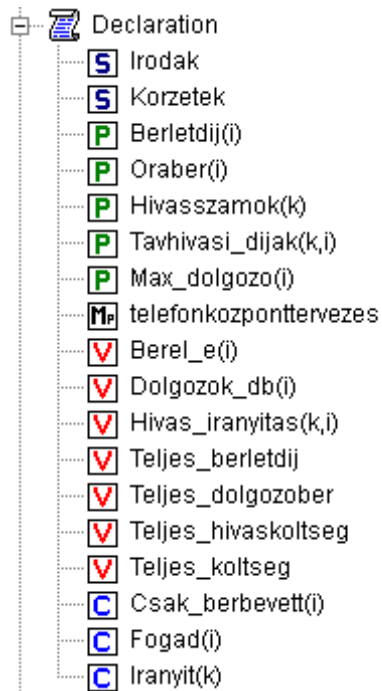 Declaration
S Irodak
S Korzetek
P Berletdij(i)
P Oraber(i)
P Hivasszamok(k)
P Tavhivasi_dijak(k,i)
P Max_dolgozo(i)
MP telefonkozponttervezes
V Berel_e(i)
V Dolgozok_db(i)
V Hivas_iranyitas(k,i)
V Teljes_berletdij
V Teljes_dolgozober
V Teljes_hivaskoltseg
V Teljes_koltseg
C Csak_berbevett(i)
C Fogad(i)
C Iranyit(k)